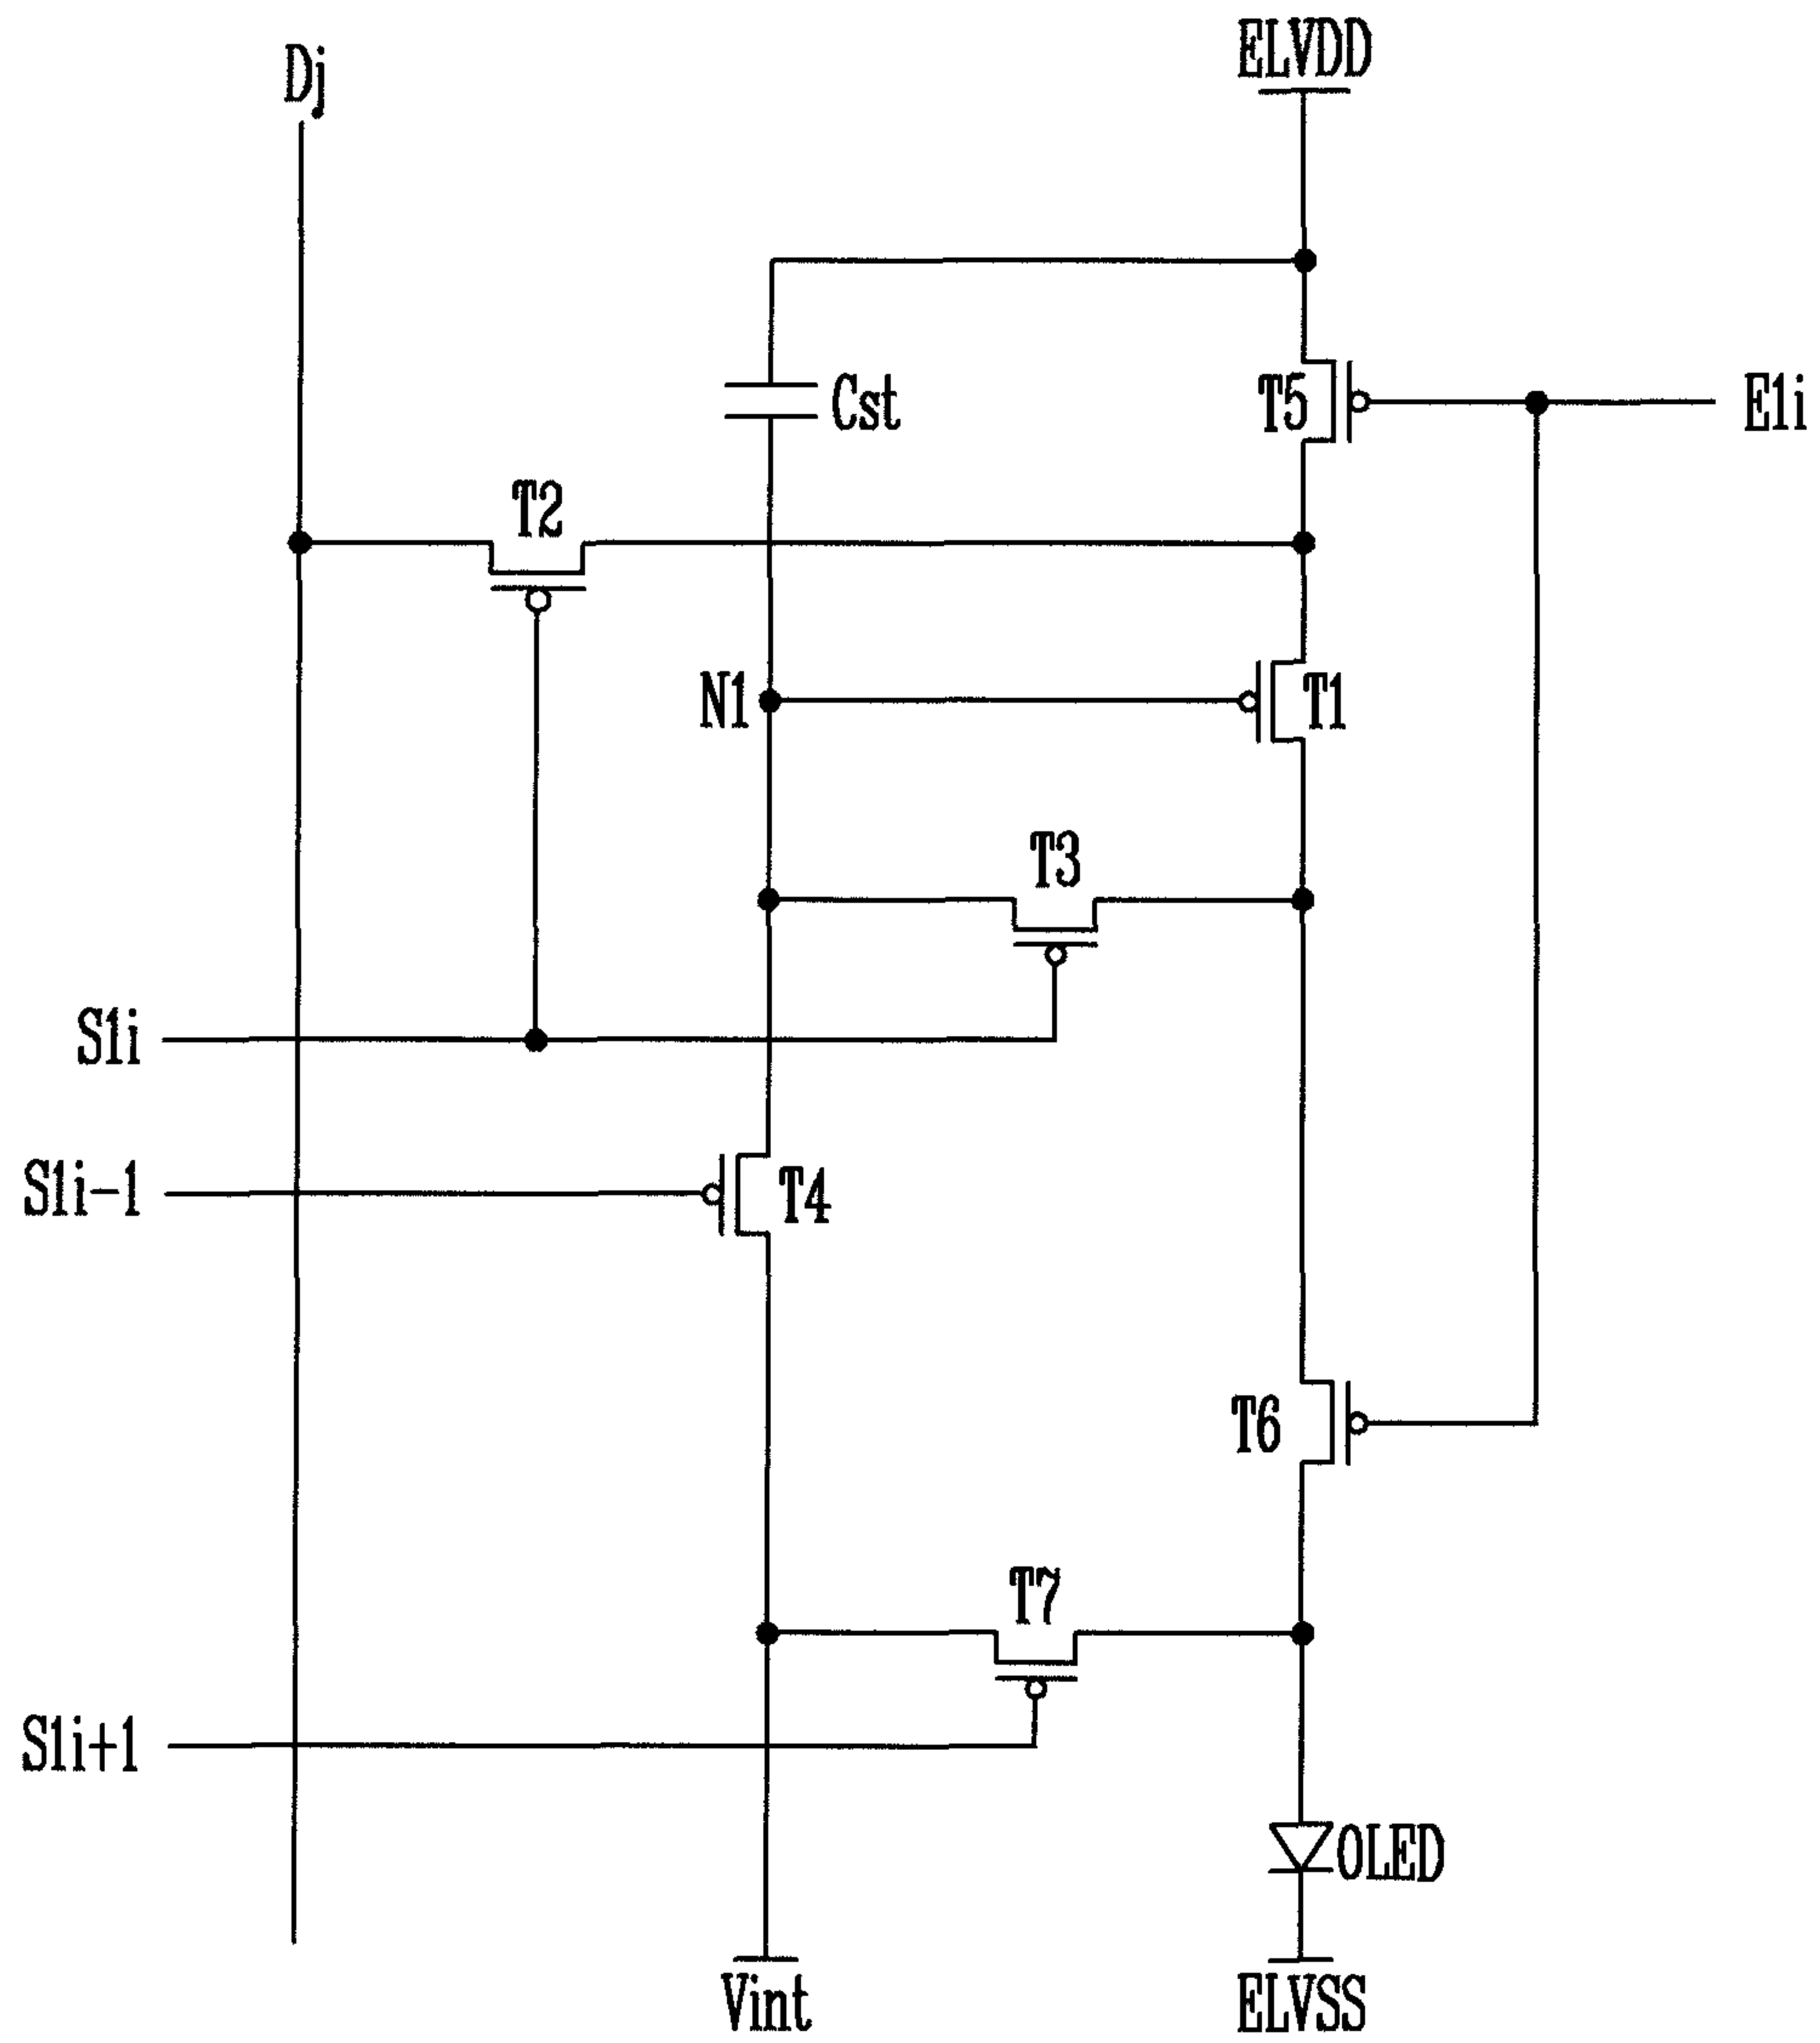 ELVDD
Dj
Cst
T5
E1i
T2
N1
T1
T3
S1i
S1i-1
T4
T6
T7
S1i+1
OLED
Vint
ELVSS